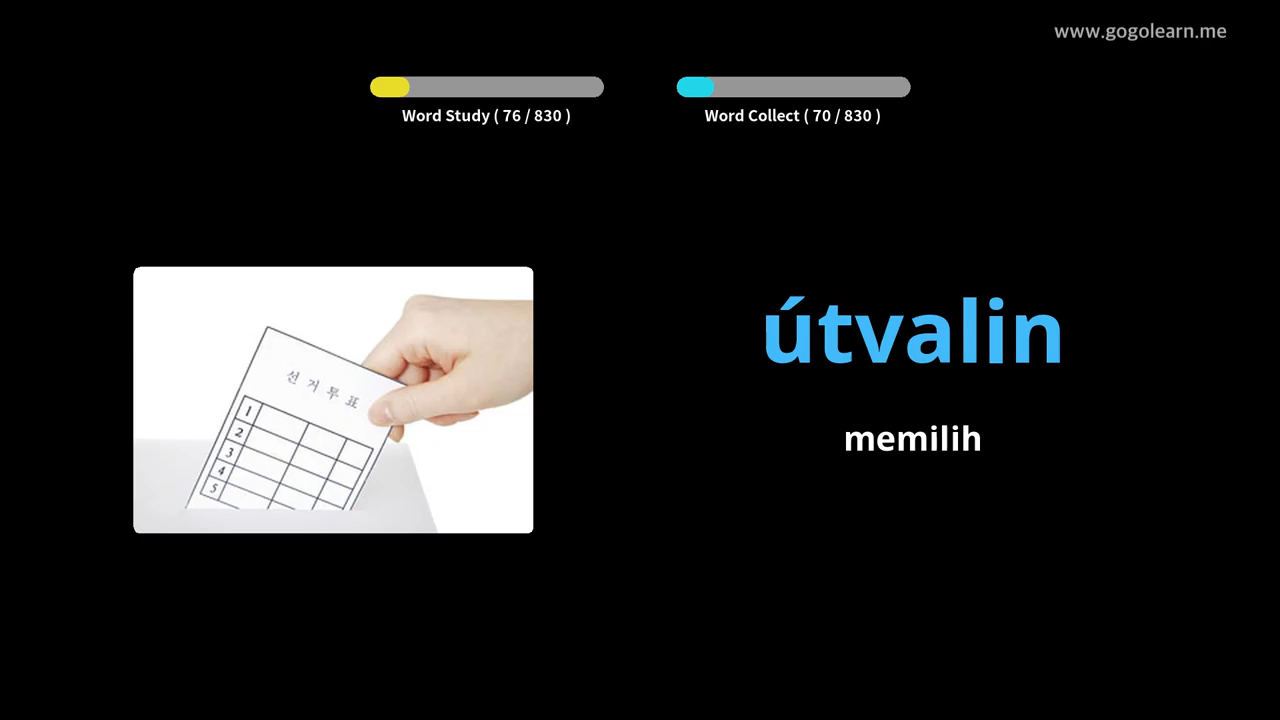 www.gogolearn.me
Word Study ( 76 / 830 )
Word Collect ( 70 / 830 )
선거투표
1
2
3
4
5
útvalin
memilih